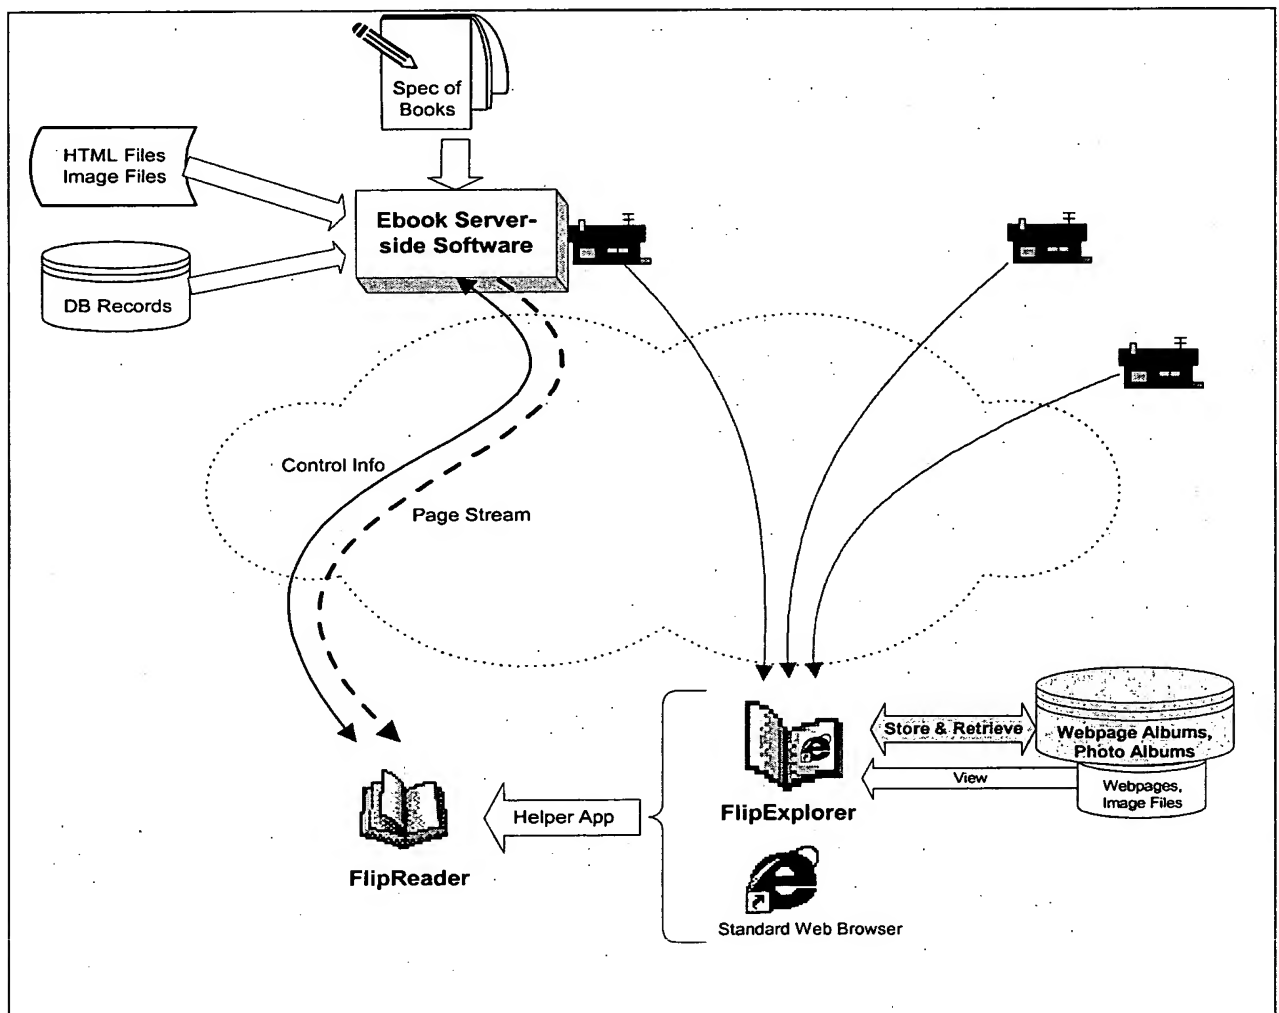 Spec of
Books
HTML Files
Image Files
Ebook Server-
side Software
DB Records
Control Info
Page Stream
Store & Retrieve
Webpage Albums,
Photo Albums
View
Webpages,
Image Files
Helper App
FlipExplorer
FlipReader
Standard Web Browser